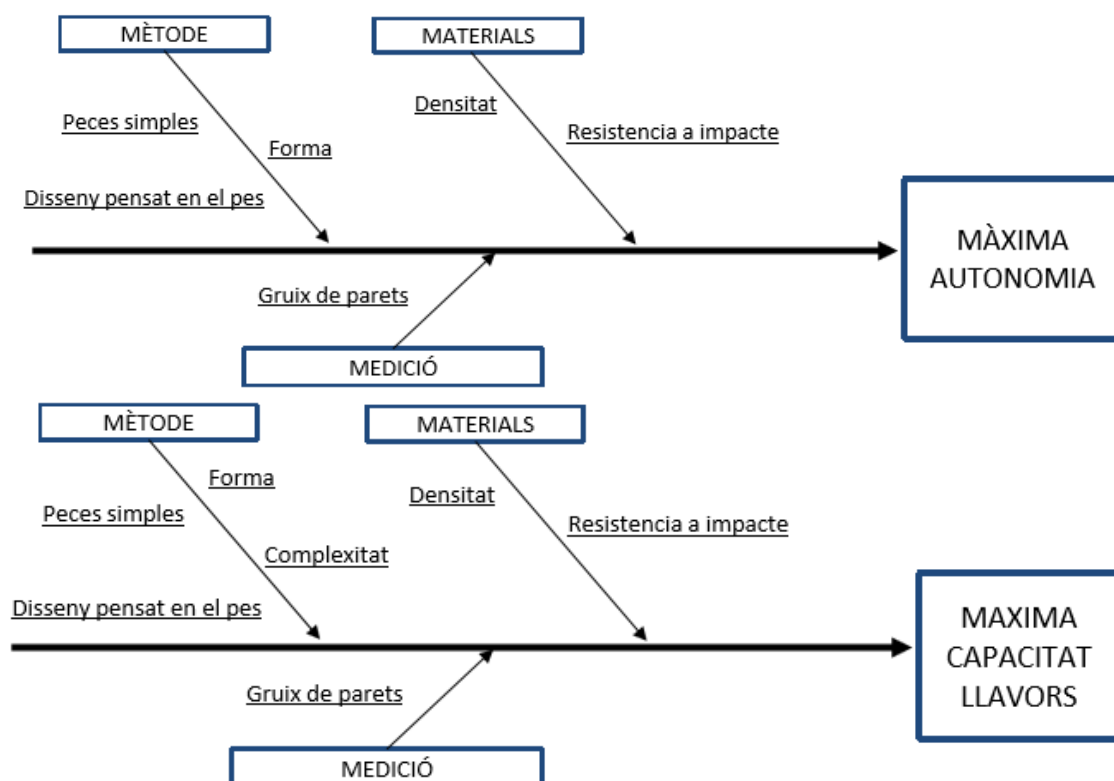 MÈTODE
MATERIALS
Densitat
Peces simples
Resistencia a impacte
Forma
Disseny pensat en el pes
MÀXIMA
AUTONOMIA
Gruix de parets
MEDICIÓ
MÈTODE
MATERIALS
Forma
Densitat
Peces simples
Resistencia a impacte
Complexitat
Disseny pensat en el pes
MAXIMA
CAPACITAT
LLAVORS
Gruix de parets
MEDICIÓ